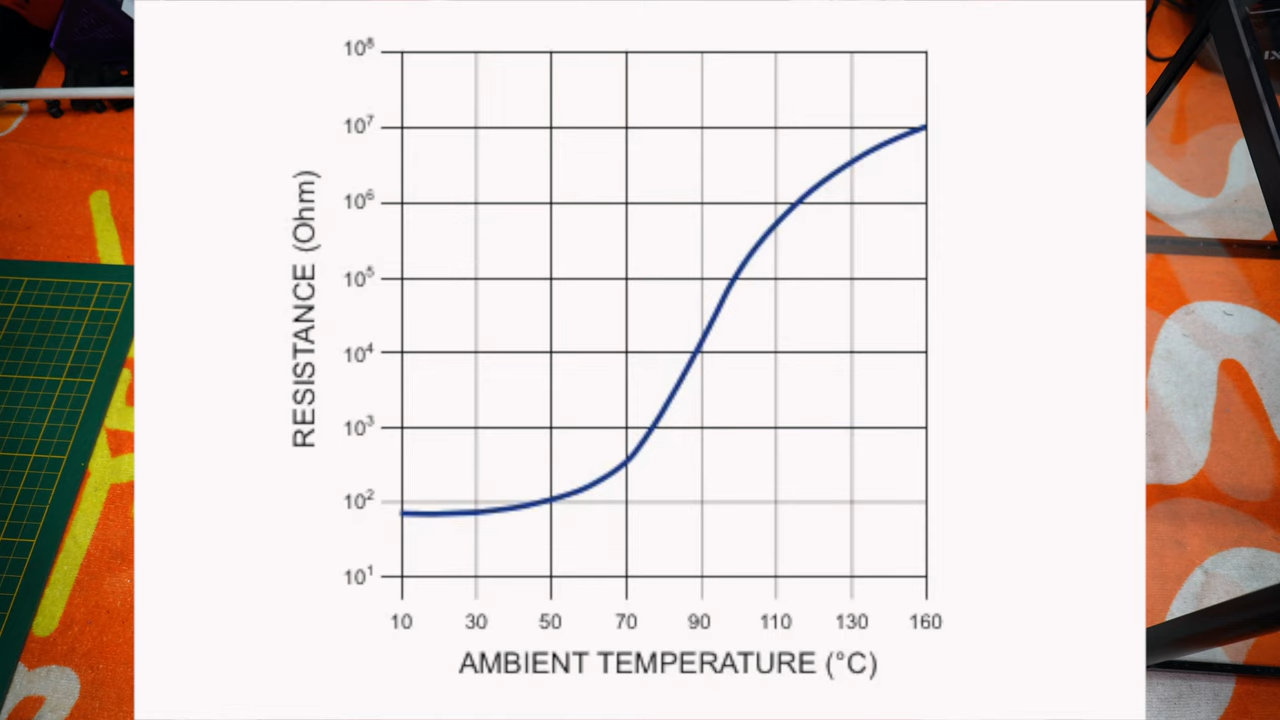 10⁸
10⁷
10⁶
10⁵
10⁴
10³
10²
10¹
RESISTANCE (Ohm)
10 30 50 70 90 110 130 160
AMBIENT TEMPERATURE (°C)